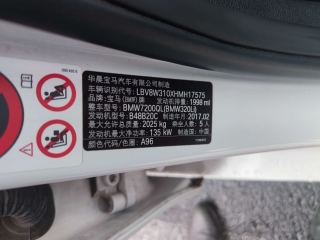 华晨宝马汽车有限公司制造
车辆识别代号: LBV8W310XHMH17575
品牌: 宝马(BMW)牌 发动机排量: 1998 ml
型号: BMW7200QL(BMW320Li)
发动机型号: B48B20C 制造年月: 2017.02
最大允许总质量: 2025 kg 乘坐人数: 5 人
发动机最大净功率: 135 kW 制造国: 中国
颜色代码/色圈: A96